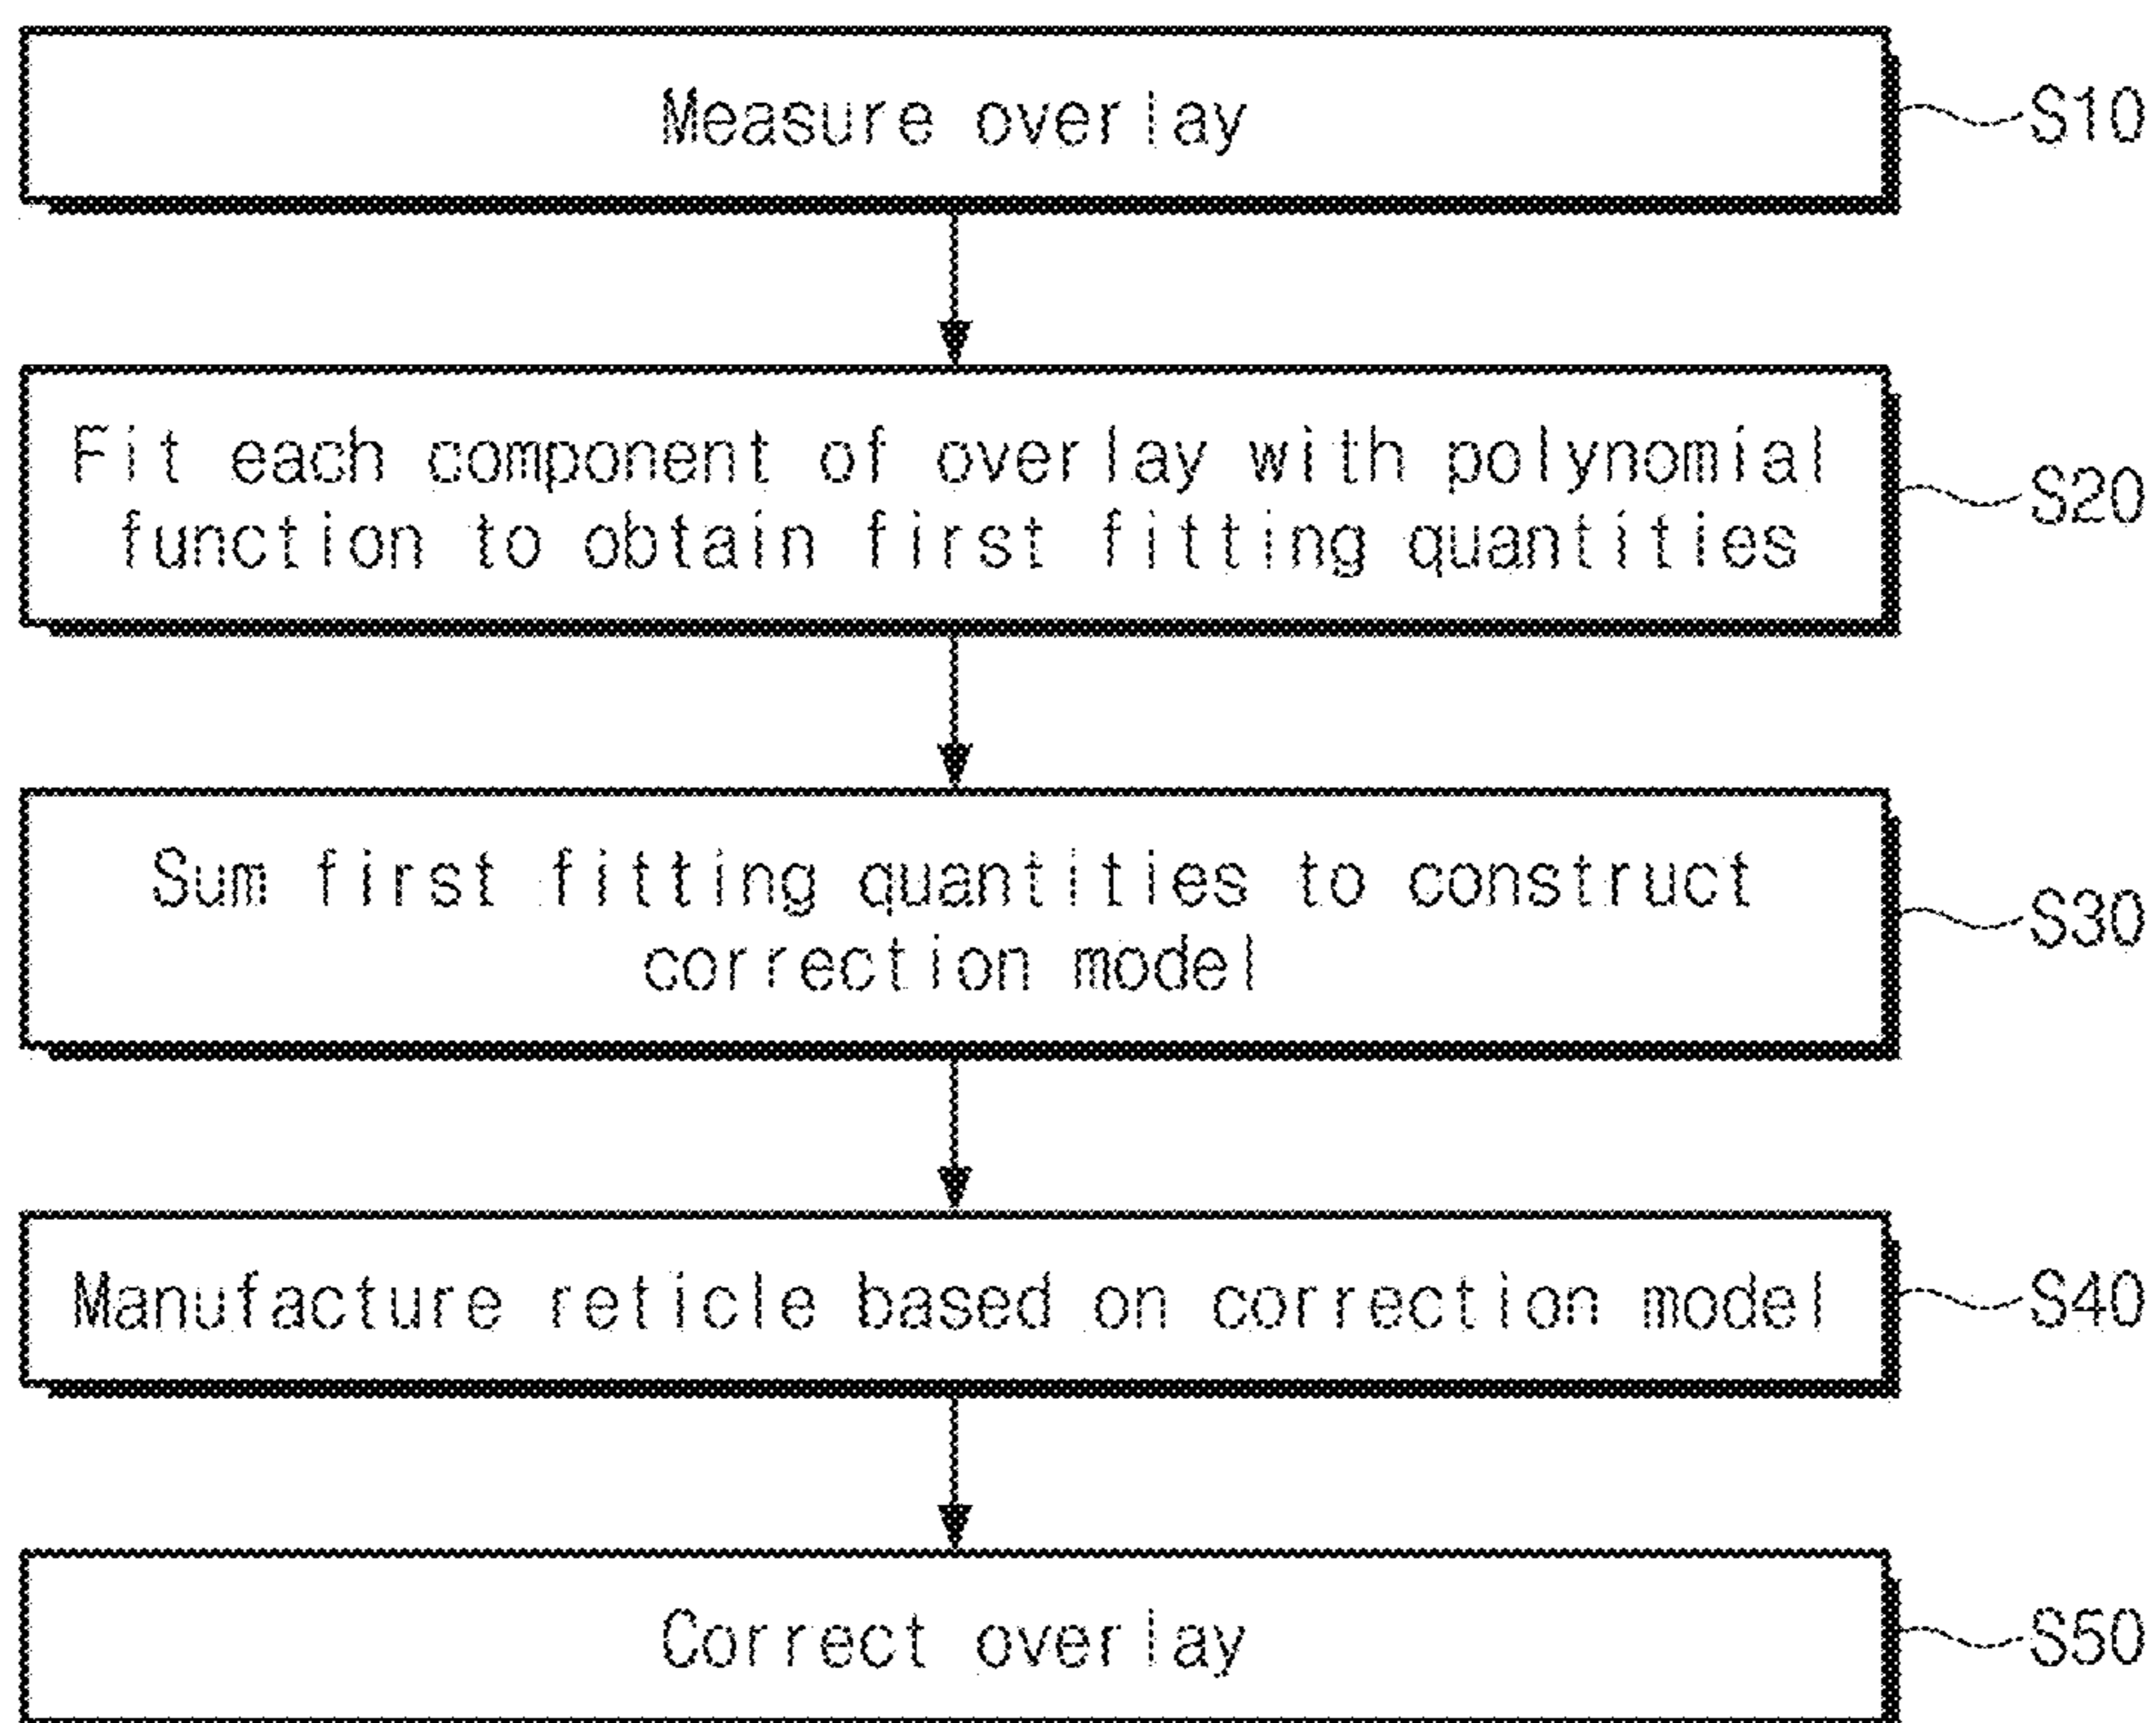 Measure overlay
S10
Fit each component of overlay with polynomial
function to obtain first fitting quantities
S20
Sum first fitting quantities to construct
correction model
S30
Manufacture reticle based on correction model
S40
Correct overlay
S50